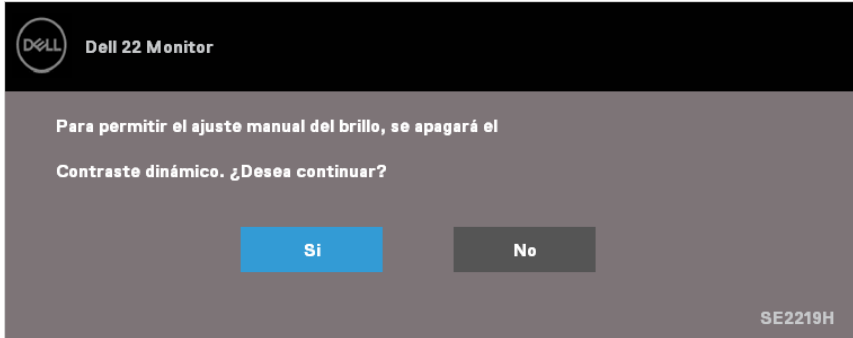 DELL
Dell 22 Monitor
Para permitir el ajuste manual del brillo, se apagará el
Contraste dinámico. ¿Desea continuar?
Si
No
SE2219H